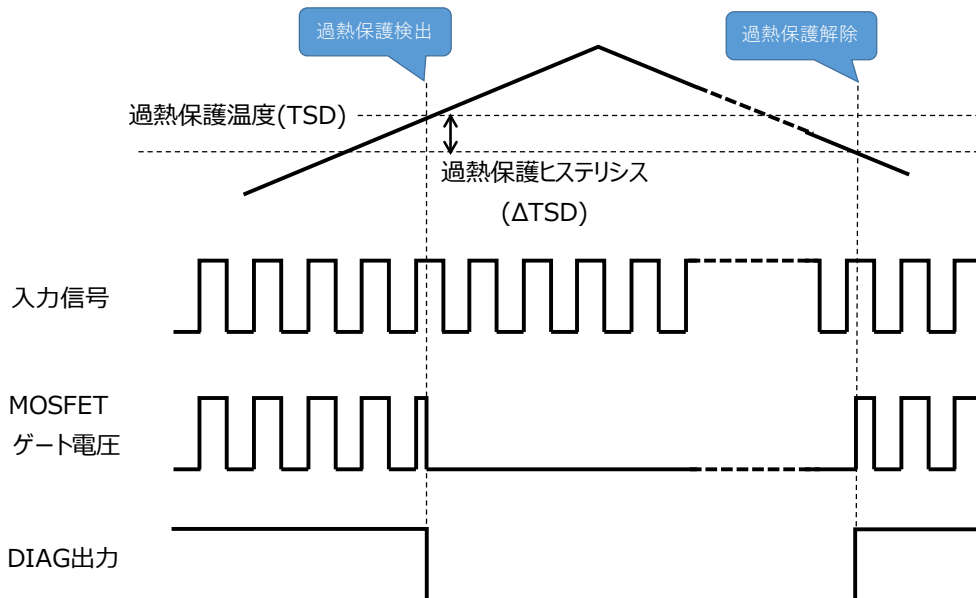 過熱保護検出
過熱保護解除
過熱保護温度(TSD)
過熱保護ヒステリシス
(ΔTSD)
入力信号
MOSFET
ゲート電圧
DIAG出力